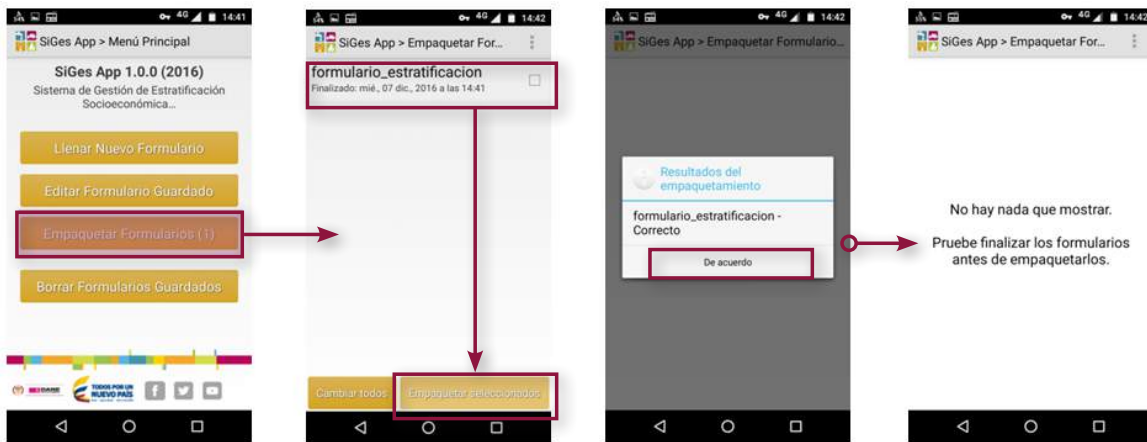 4G 14:41
SiGes App > Menú Principal
SiGes App 1.0.0 (2016)
Sistema de Gestión de Estratificación
Socioeconómica...
Llenar Nuevo Formulario
Editar Formulario Guardado
Empaquetar Formularios (1)
Borrar Formularios Guardados
TODOS POR UN
NUEVO PAÍS
4G 14:42
SiGes App > Empaquetar For...
formulario_estratificacion
Finalizado: mié., 07 dic., 2016 a las 14:41
Cambiar todos
Empaquetar seleccionados
4G 14:42
SiGes App > Empaquetar Formulario...
Resultados del
empaquetamiento
formulario_estratificacion -
Correcto
De acuerdo
4G 14:42
SiGes App > Empaquetar For...
No hay nada que mostrar.
Pruebe finalizar los formularios
antes de empaquetarlos.